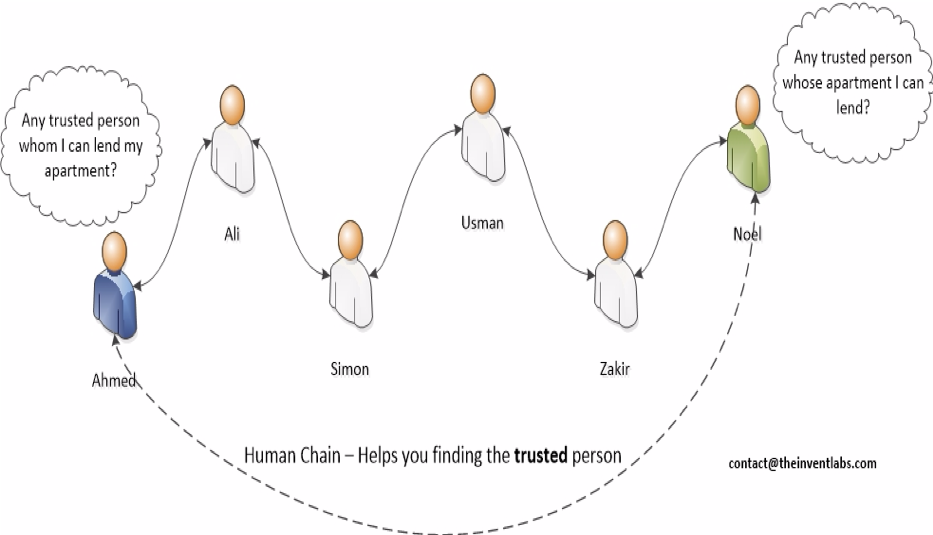 Any trusted person
whom I can lend my
apartment?
Any trusted person
whose apartment I can
lend?
Ali
Usman
Noel
Ahmed
Simon
Zakir
Human Chain – Helps you finding the trusted person
contact@theinventlabs.com